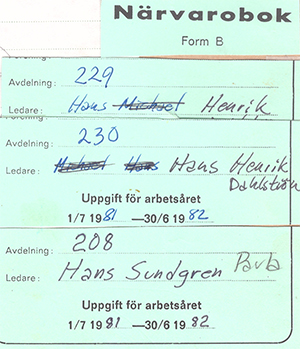 Närvarobok
Form B
Avdelning: 229
Ledare: Hans Michael Henrik
Avdelning: 230
Ledare: Michael Hans Hans Henrik
Dahlström
Uppgift för arbetsåret
1/7 1981 —30/6 1982
Avdelning: 208
Ledare: Hans Sundgren
Uppgift för arbetsåret
1/7 1981 —30/6 1982